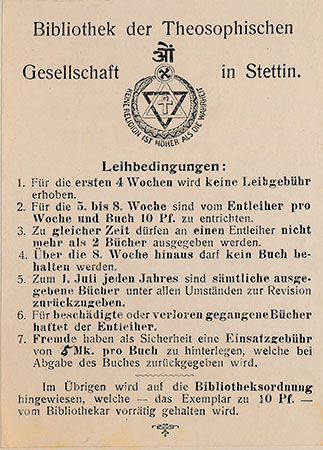 Bibliothek der Theosophischen
ओं
Gesellschaft in Stettin.
KEINE RELIGION IST HÖHER ALS DIE WAHRHEIT
Leihbedingungen:
1. Für die ersten 4 Wochen wird keine Leihgebühr
erhoben.
2. Für die 5. bis 8. Woche sind vom Entleiher pro
Woche und Buch 10 Pf. zu entrichten.
3. Zu gleicher Zeit dürfen an einen Entleiher nicht
mehr als 2 Bücher ausgegeben werden.
4. Über die 8. Woche hinaus darf kein Buch be-
halten werden.
5. Zum 1. Juli jeden Jahres sind sämtliche ausge-
gebene Bücher unter allen Umständen zur Revision
zurückzugeben.
6. Für beschädigte oder verloren gegangene Bücher
haftet der Entleiher.
7. Fremde haben als Sicherheit eine Einsatzgebühr
von 5 Mk. pro Buch zu hinterlegen, welche bei
Abgabe des Buches zurückgegeben wird.
Im Übrigen wird auf die Bibliotheksordnung
hingewiesen, welche — das Exemplar zu 10 Pf. —
vom Bibliothekar vorrätig gehalten wird.